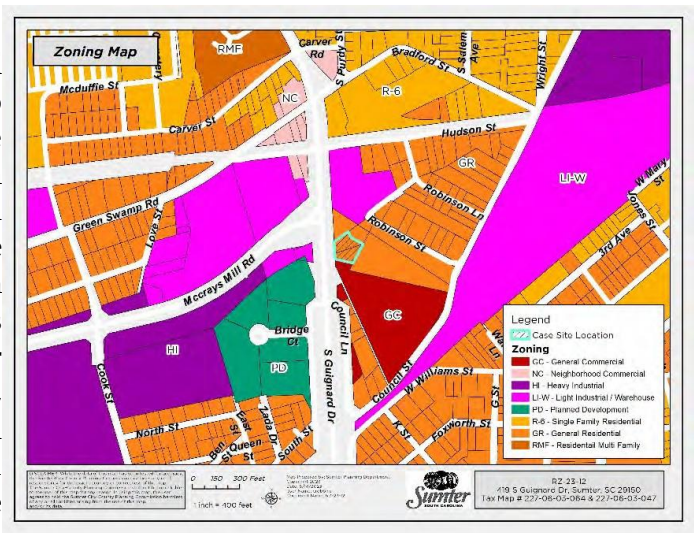 Zoning Map
RMF
Carver
Rd
S Purdy St
Bradford St
S Salem
Ave
Wright St
Mcduffie St
NC
R-6
Carver St
Hudson St
GR
LI-W
W Mary
St
Jones St
Robinson Ln
Green Swamp Rd
Love St
Robinson St
3rd Ave
Mccrays Mill Rd
Council Ln
GC
HI
Bridge
Ct
PD
S Guignard Dr
Cook St
Council St
W Williams St
Ln
G St
K St
Foxworth St
North St
Ben
St
East
St
Queen
St
Zada Dr
South St
Legend
Case Site Location
Zoning
GC - General Commercial
NC - Neighborhood Commercial
HI - Heavy Industrial
LI-W - Light Industrial / Warehouse
PD - Planned Development
R-6 - Single Family Residential
GR - General Residential
RMF - Residentail Multi Family
0 150 300 Feet
1 inch = 400 feet
Sumter
SOUTH CAROLINA
RZ-23-12
419 S Guignard Dr, Sumter, SC 29150
Tax Map # 227-06-03-064 & 227-06-03-047